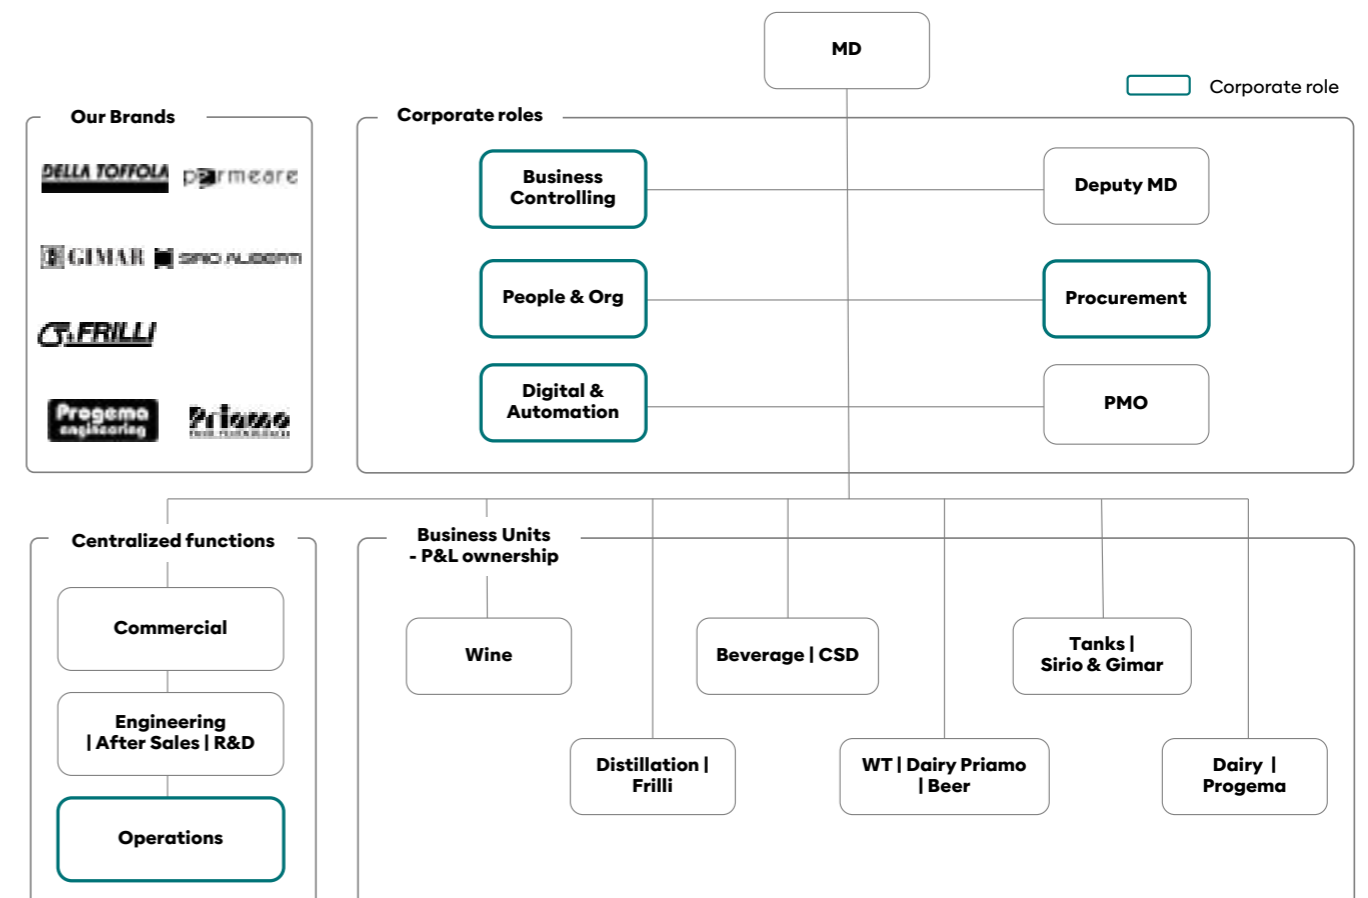 MD
Corporate role
Our Brands
DELLA TOFFOLA
permeare
GIMAR
SIRIO ALIBERTI
FRILLI
Progema
engineering
Priamo
Corporate roles
Business
Controlling
Deputy MD
People & Org
Procurement
Digital &
Automation
PMO
Centralized functions
Commercial
Engineering
| After Sales | R&D
Operations
Business Units
- P&L ownership
Wine
Beverage | CSD
Tanks |
Sirio & Gimar
Distillation |
Frilli
WT | Dairy Priamo
| Beer
Dairy |
Progema